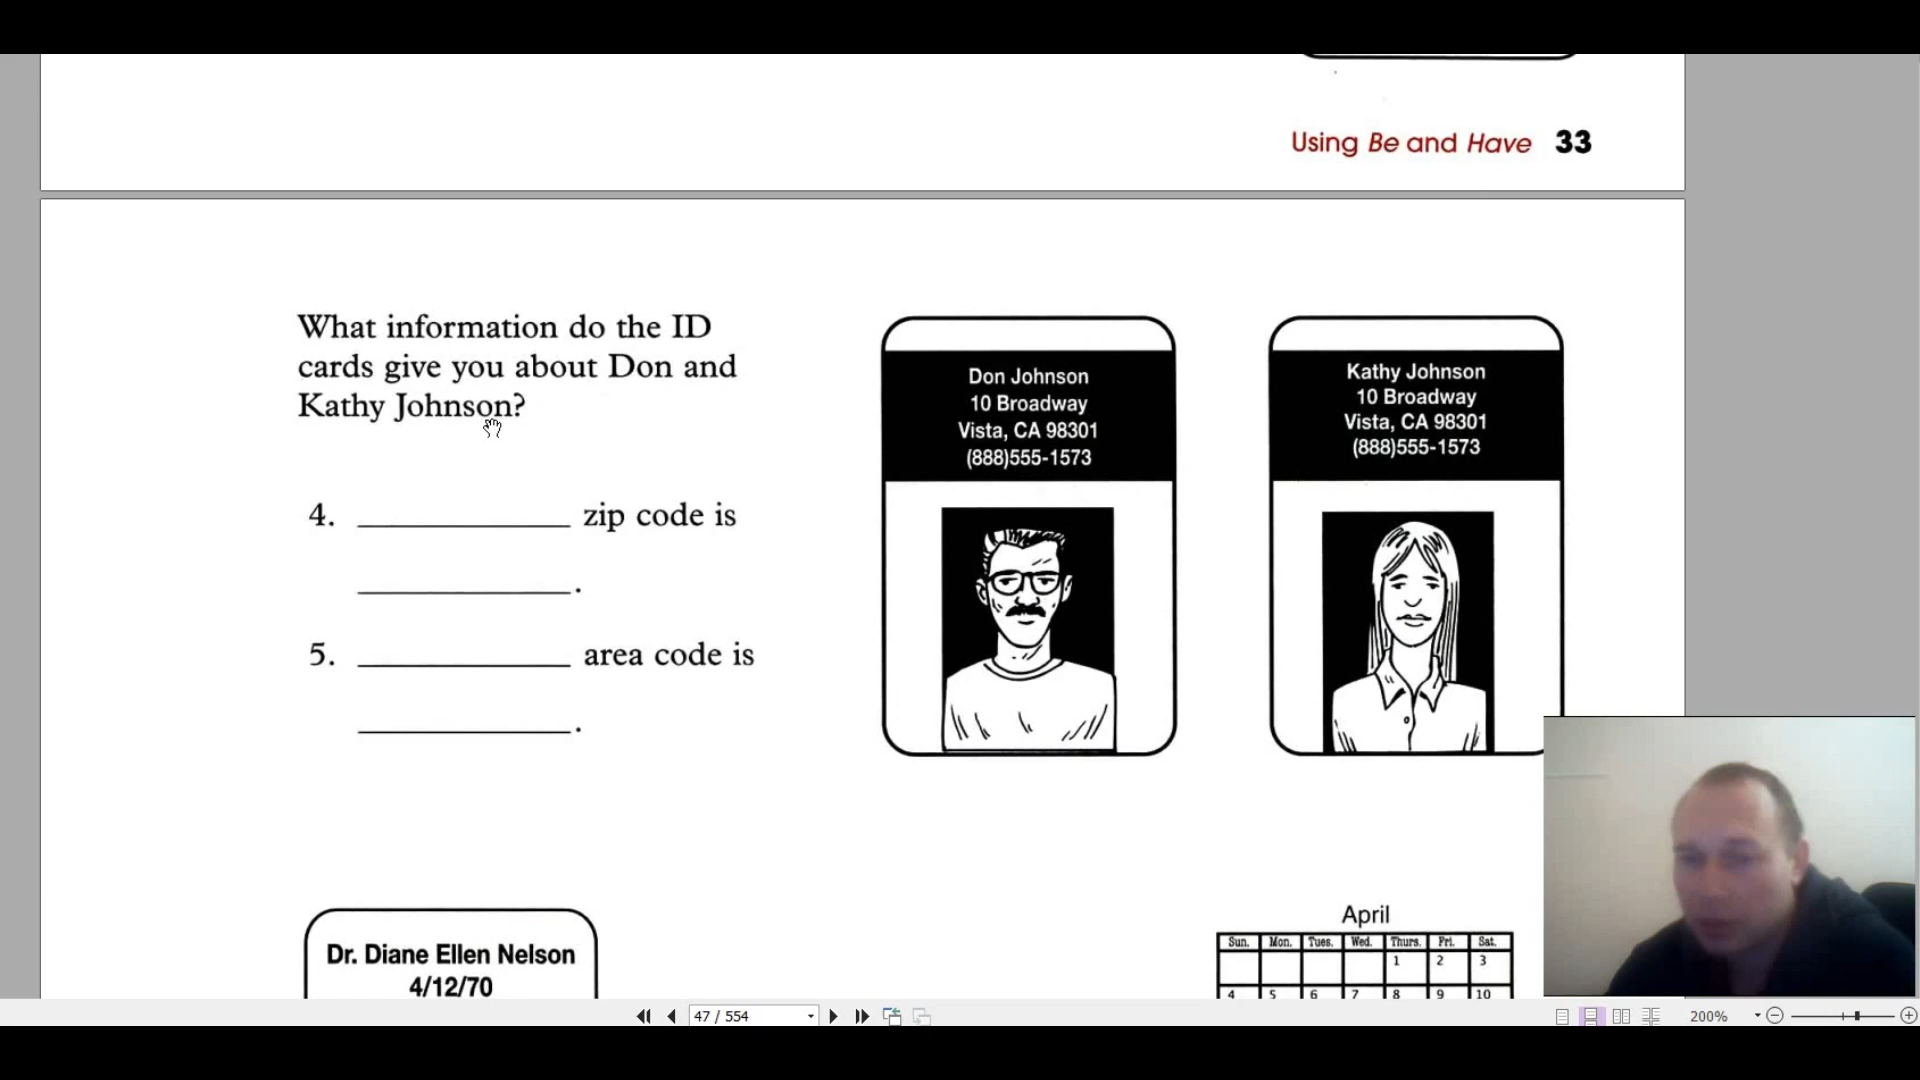 Using Be and Have 33
What information do the ID
cards give you about Don and
Kathy Johnson?
4. ____________ zip code is
____________.
5. ____________ area code is
____________.
Don Johnson
10 Broadway
Vista, CA 98301
(888)555-1573
Kathy Johnson
10 Broadway
Vista, CA 98301
(888)555-1573
Dr. Diane Ellen Nelson
4/12/70
April
Sun. Mon. Tues. Wed. Thurs. Fri. Sat.
1 2 3
4 5 6 7 8 9 10
47 / 554
200%